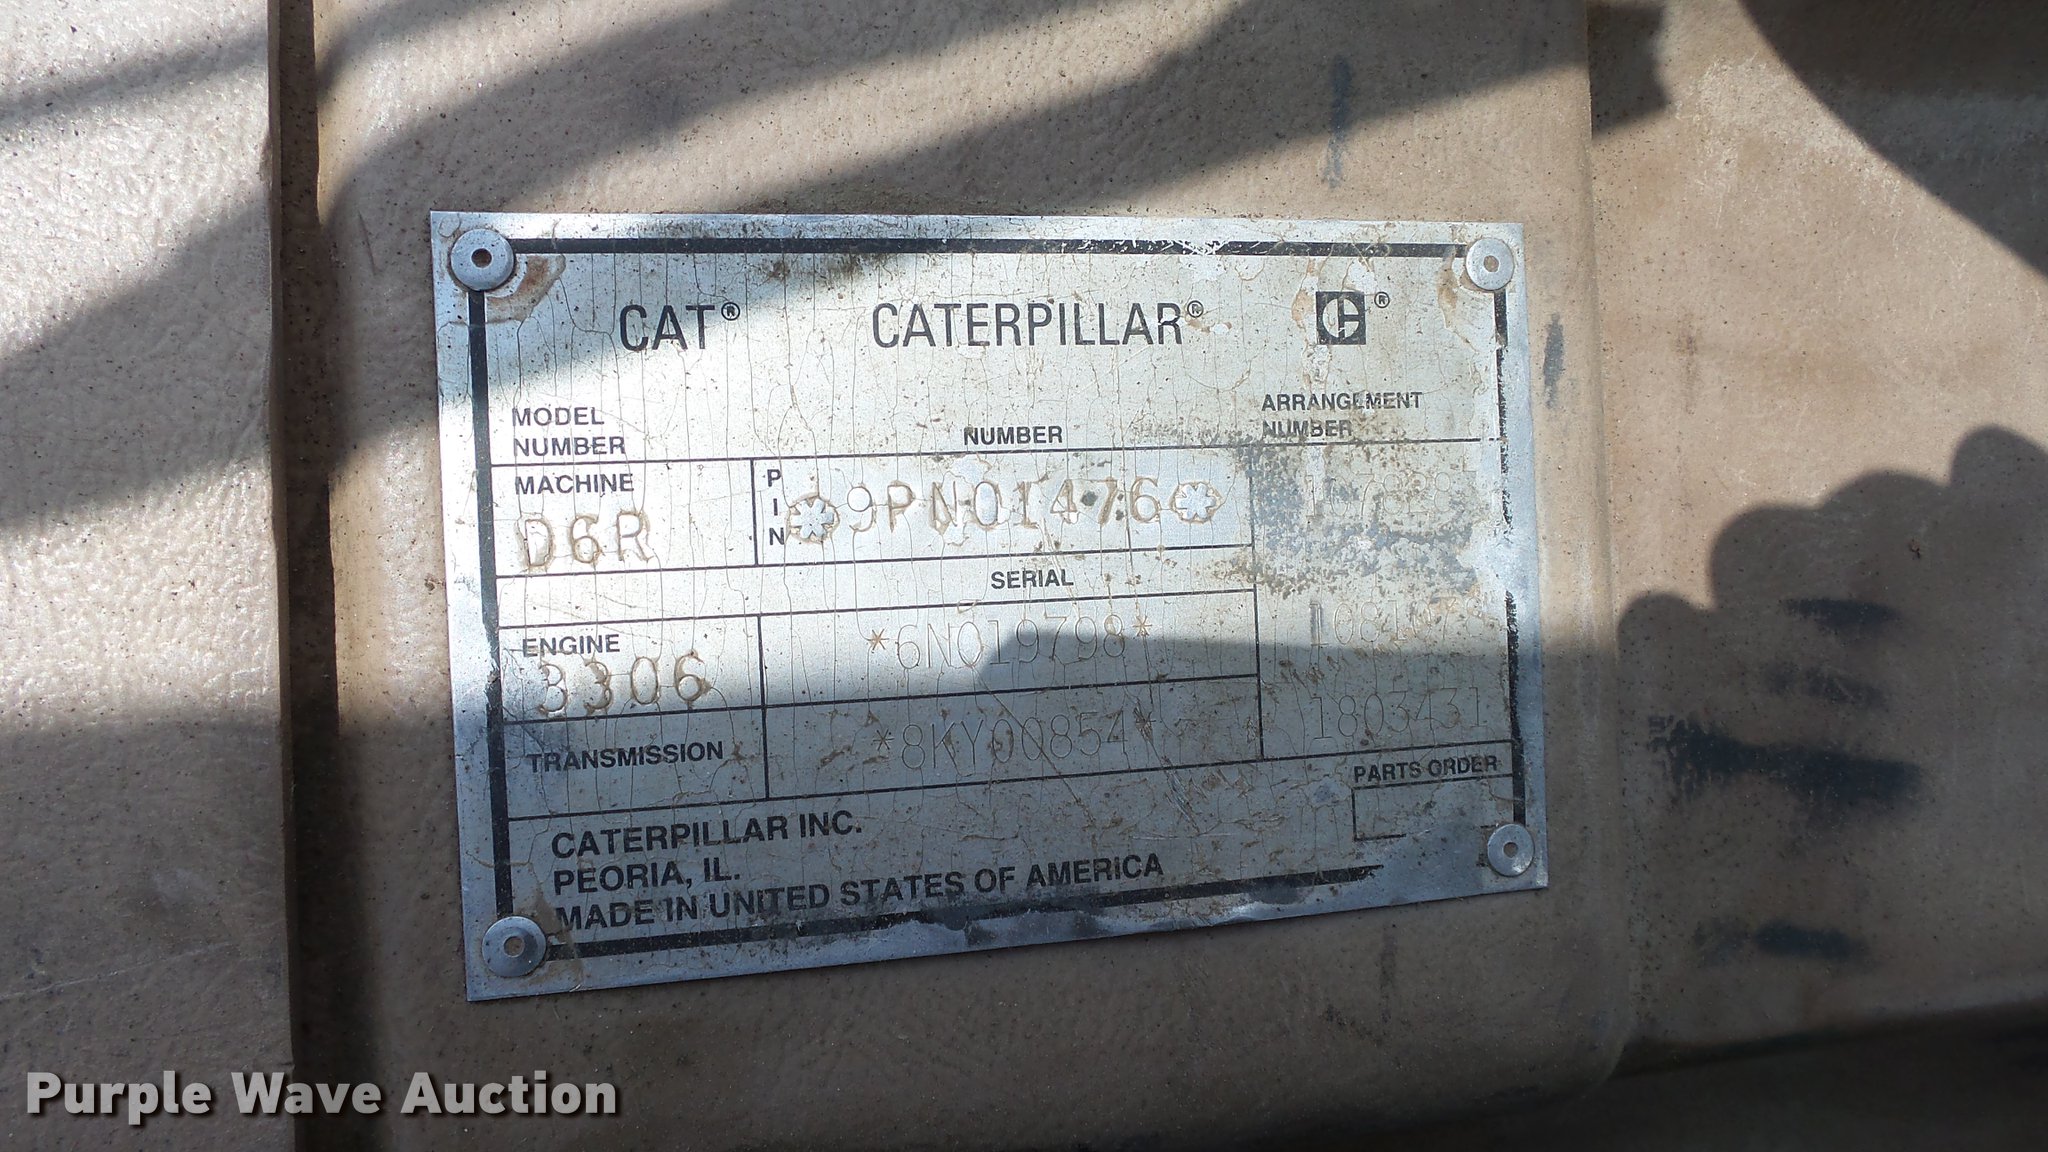 CAT® CATERPILLAR® ®
MODEL NUMBER
NUMBER
ARRANGEMENT NUMBER
MACHINE
D6R
PIN
*9PN01476*
SERIAL
ENGINE
3306
*6N019798*
TRANSMISSION
*8KY00854*
1803431
PARTS ORDER
CATERPILLAR INC.
PEORIA, IL.
MADE IN UNITED STATES OF AMERICA
Purple Wave Auction